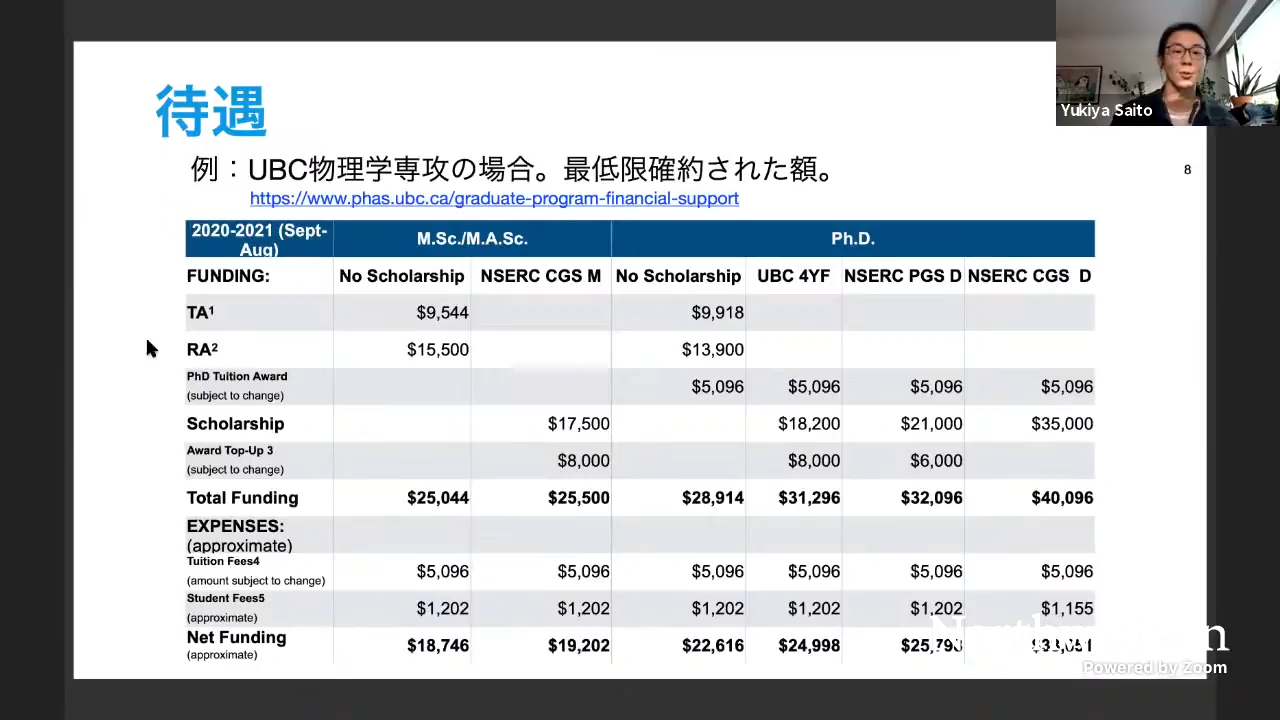 待遇
Yukiya Saito
例：UBC物理学専攻の場合。最低限確約された額。
8
https://www.phas.ubc.ca/graduate-program-financial-support
2020-2021 (Sept-Aug) M.Sc./M.A.Sc. Ph.D.
FUNDING: No Scholarship NSERC CGS M No Scholarship UBC 4YF NSERC PGS D NSERC CGS D
TA¹ $9,544 $9,918
RA² $15,500 $13,900
PhD Tuition Award
(subject to change) $5,096 $5,096 $5,096 $5,096
Scholarship $17,500 $18,200 $21,000 $35,000
Award Top-Up 3
(subject to change) $8,000 $8,000 $6,000
Total Funding $25,044 $25,500 $28,914 $31,296 $32,096 $40,096
EXPENSES:
(approximate)
Tuition Fees4
(amount subject to change) $5,096 $5,096 $5,096 $5,096 $5,096 $5,096
Student Fees5
(approximate) $1,202 $1,202 $1,202 $1,202 $1,202 $1,155
Net Funding
(approximate) $18,746 $19,202 $22,616 $24,998
Powered by Zoom